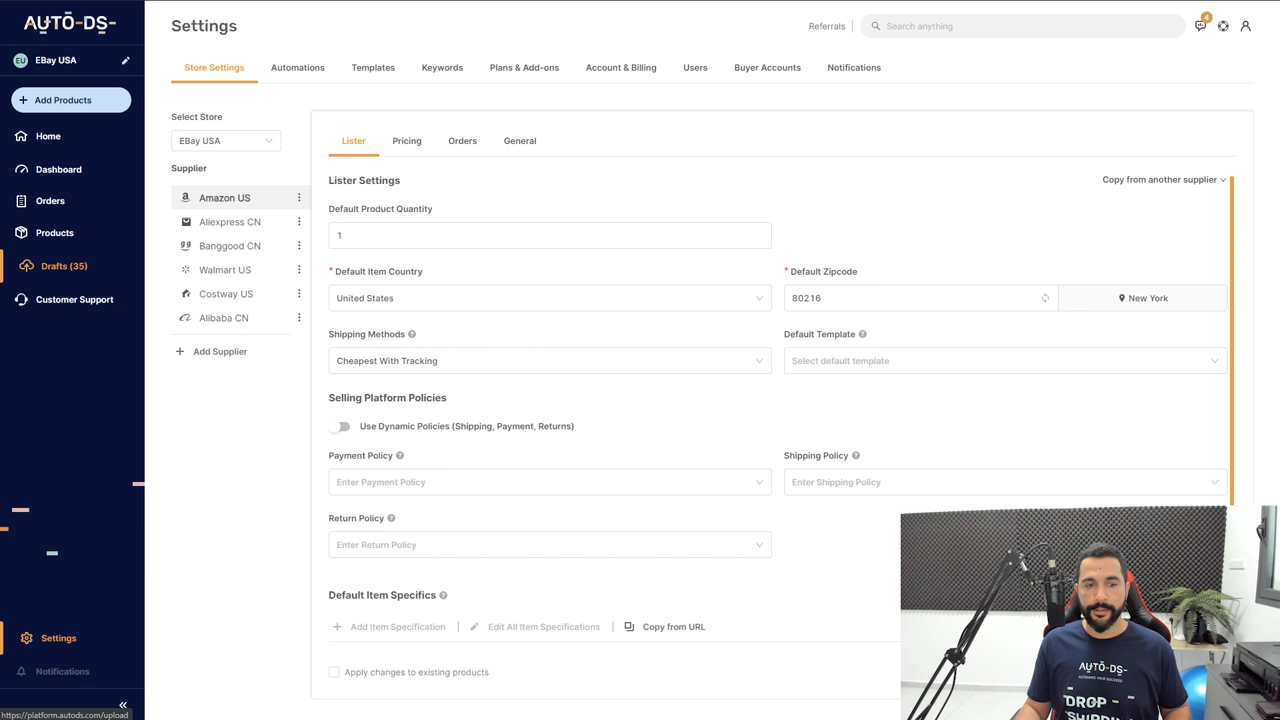 AUTO-DS-
EU EBay USA
Add Products
Home
Dashboard
Orders
Products
Drafts (35)
Customer Support
Settings
Notifications
https://platform.autods.com/upload
Settings
Referrals
Search anything
4
Store Settings
Automations
Templates
Keywords
Plans & Add-ons
Account & Billing
Users
Buyer Accounts
Notifications
Select Store
EBay USA
Supplier
Amazon US
Aliexpress CN
Banggood CN
Walmart US
Costway US
Alibaba CN
Add Supplier
Lister
Pricing
Orders
General
Lister Settings
Copy from another supplier
Default Product Quantity
1
* Default Item Country
* Default Zipcode
United States
80216
New York
Shipping Methods
Default Template
Cheapest With Tracking
Select default template
Selling Platform Policies
Use Dynamic Policies (Shipping, Payment, Returns)
Payment Policy
Shipping Policy
Enter Payment Policy
Enter Shipping Policy
Return Policy
Enter Return Policy
Default Item Specifics
Add Item Specification
Edit All Item Specifications
Copy from URL
Apply changes to existing products
AUTO-DS-
AUTOMATE YOUR SUCCESS
DROP
SHIPPING